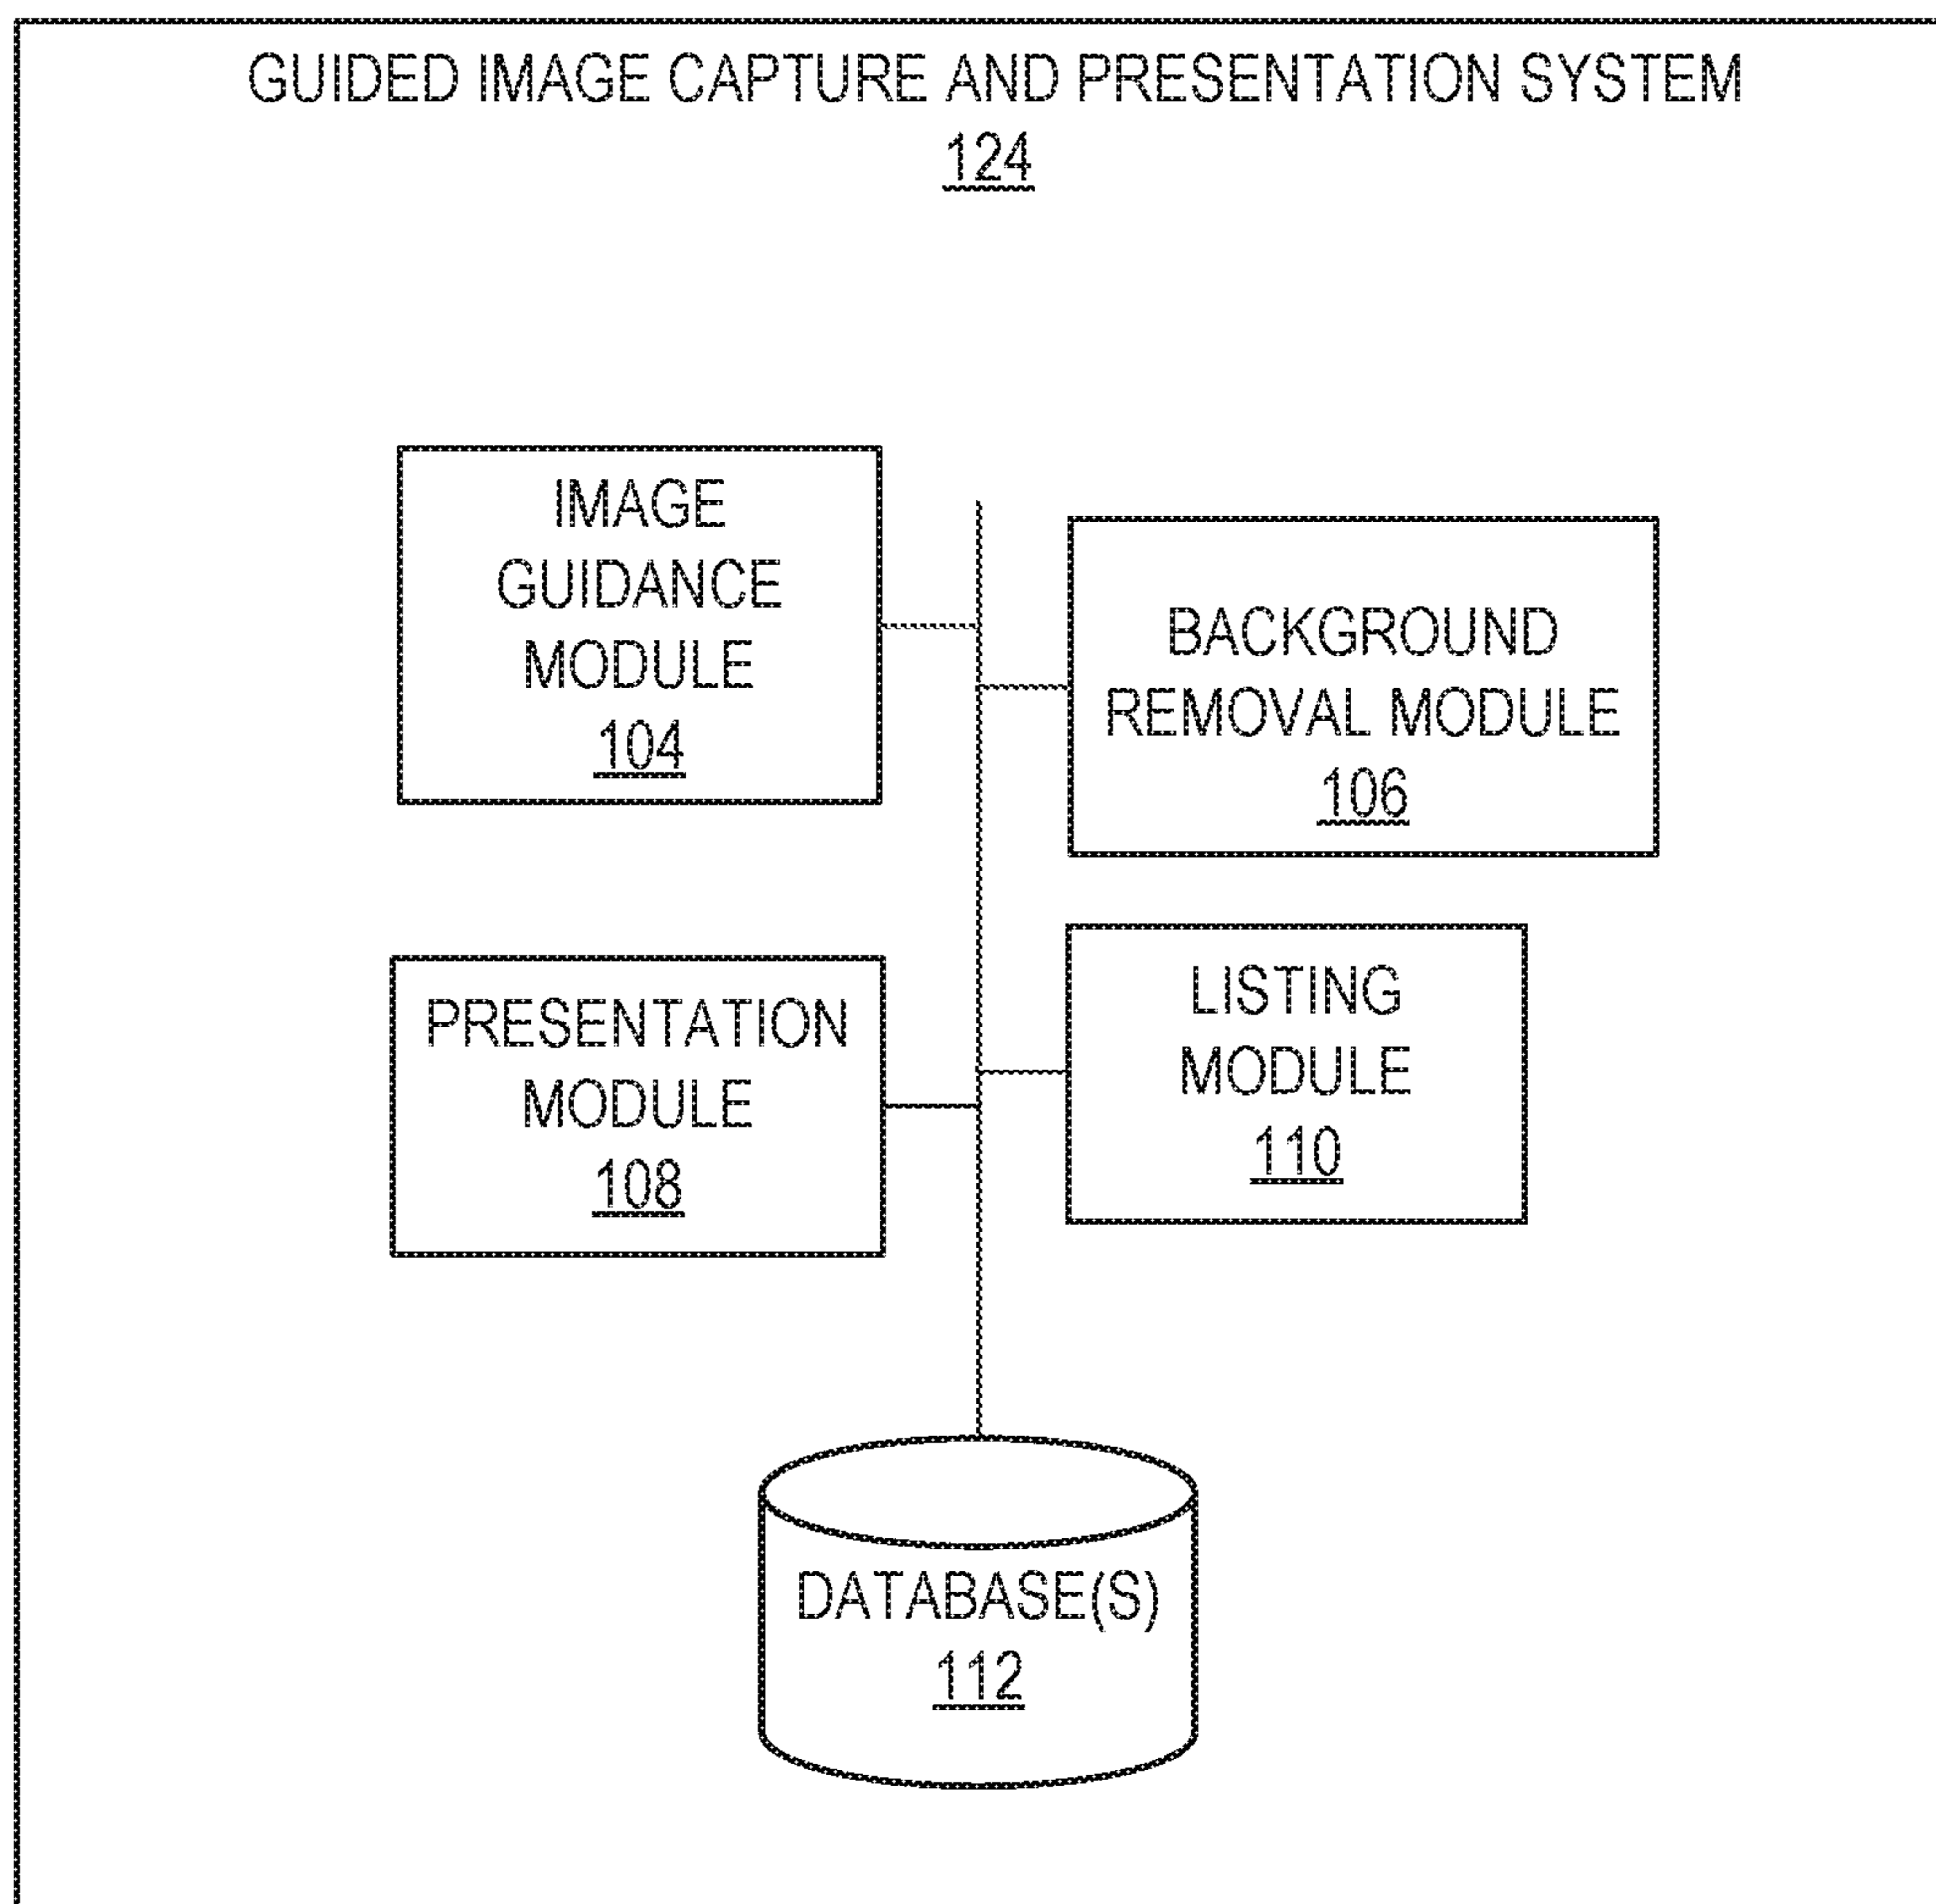 GUIDED IMAGE CAPTURE AND PRESENTATION SYSTEM
124
IMAGE
GUIDANCE
MODULE
104
BACKGROUND
REMOVAL MODULE
106
PRESENTATION
MODULE
108
LISTING
MODULE
110
DATABASE(S)
112